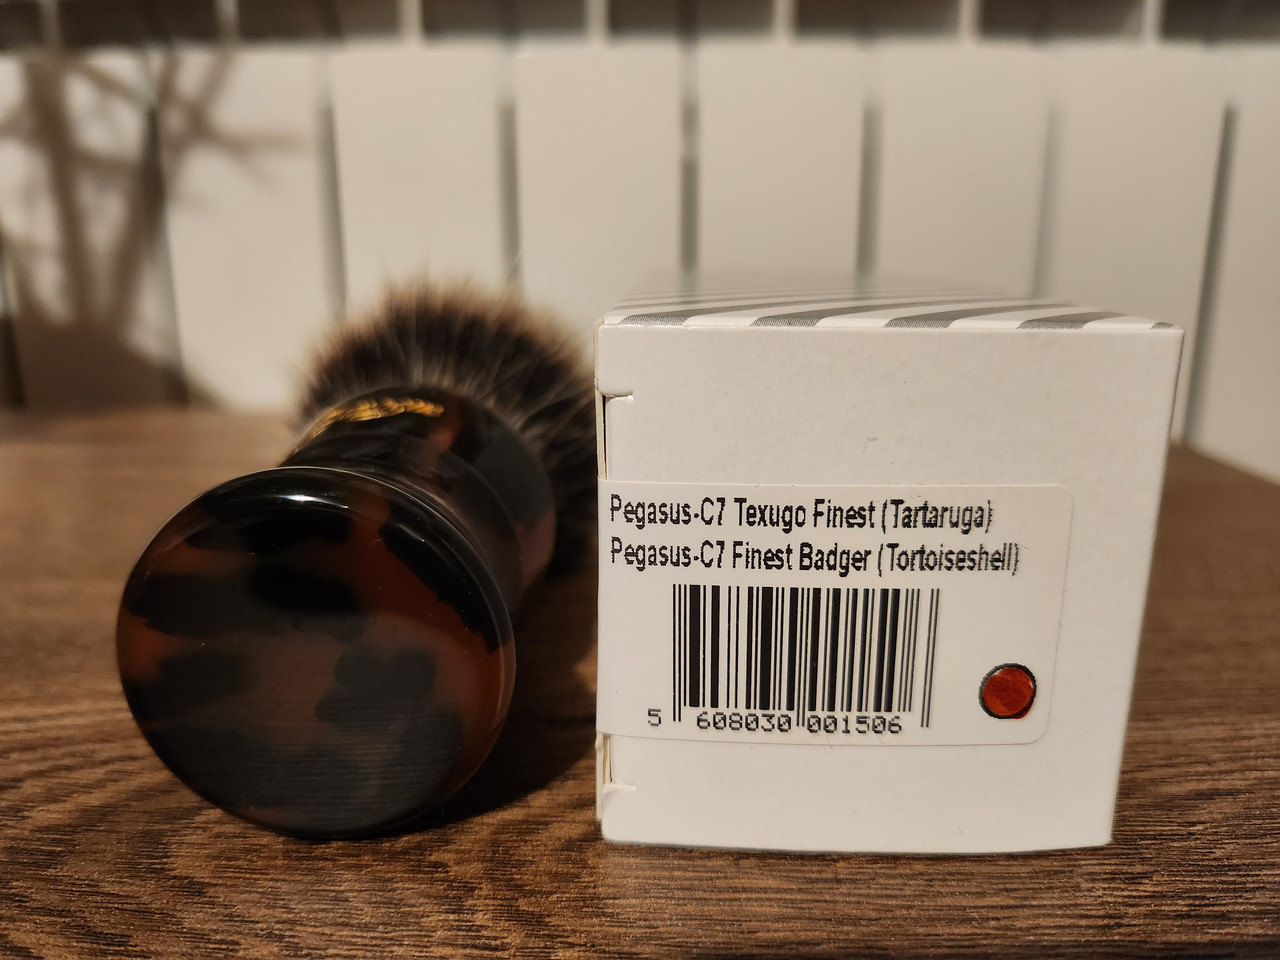 Pegasus-C7 Texugo Finest (Tartaruga)
Pegasus-C7 Finest Badger (Tortoiseshell)
5 608030 001506